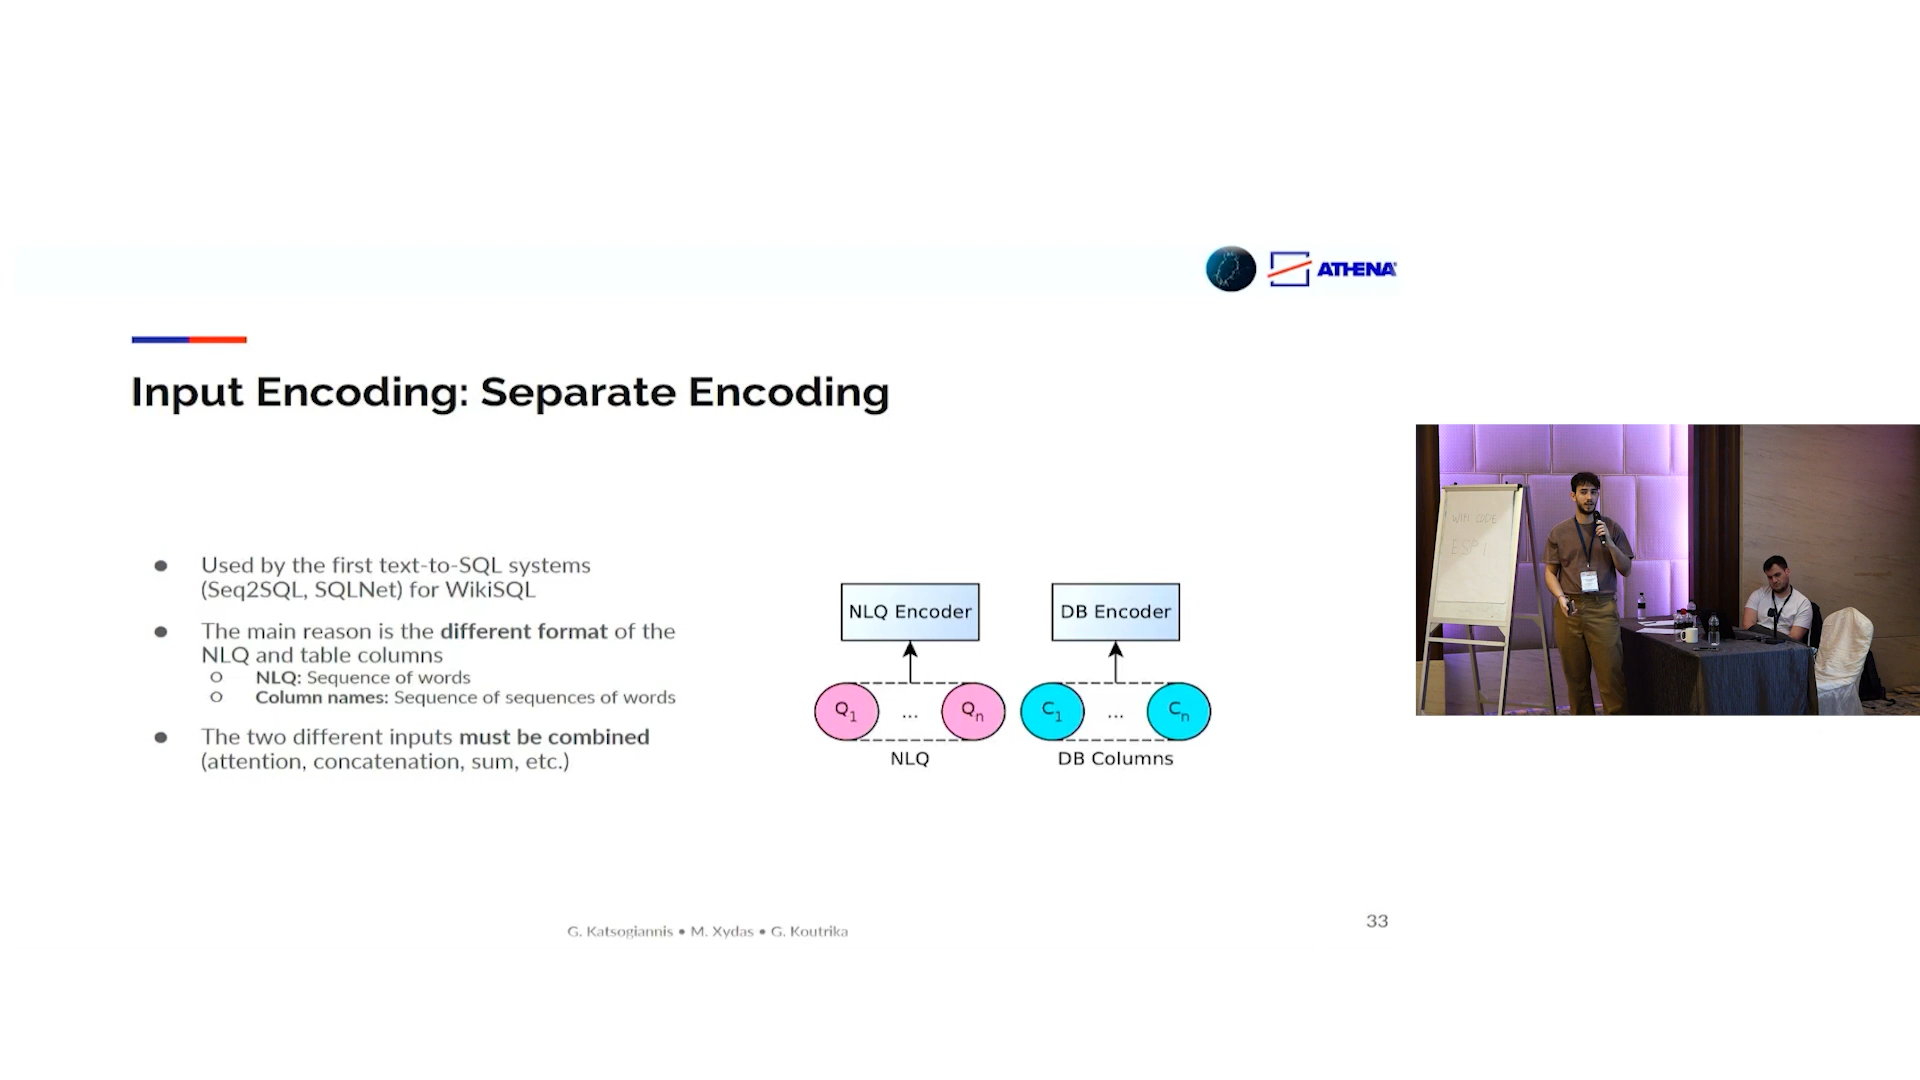 ATHENA
Input Encoding: Separate Encoding
● Used by the first text-to-SQL systems
(Seq2SQL, SQLNet) for WikiSQL
● The main reason is the different format of the
NLQ and table columns
○ NLQ: Sequence of words
○ Column names: Sequence of sequences of words
● The two different inputs must be combined
(attention, concatenation, sum, etc.)
NLQ Encoder DB Encoder
Q1 ... Qn C1 ... Cn
NLQ DB Columns
G. Katsogiannis • M. Xydas • G. Koutrika
33
CODE